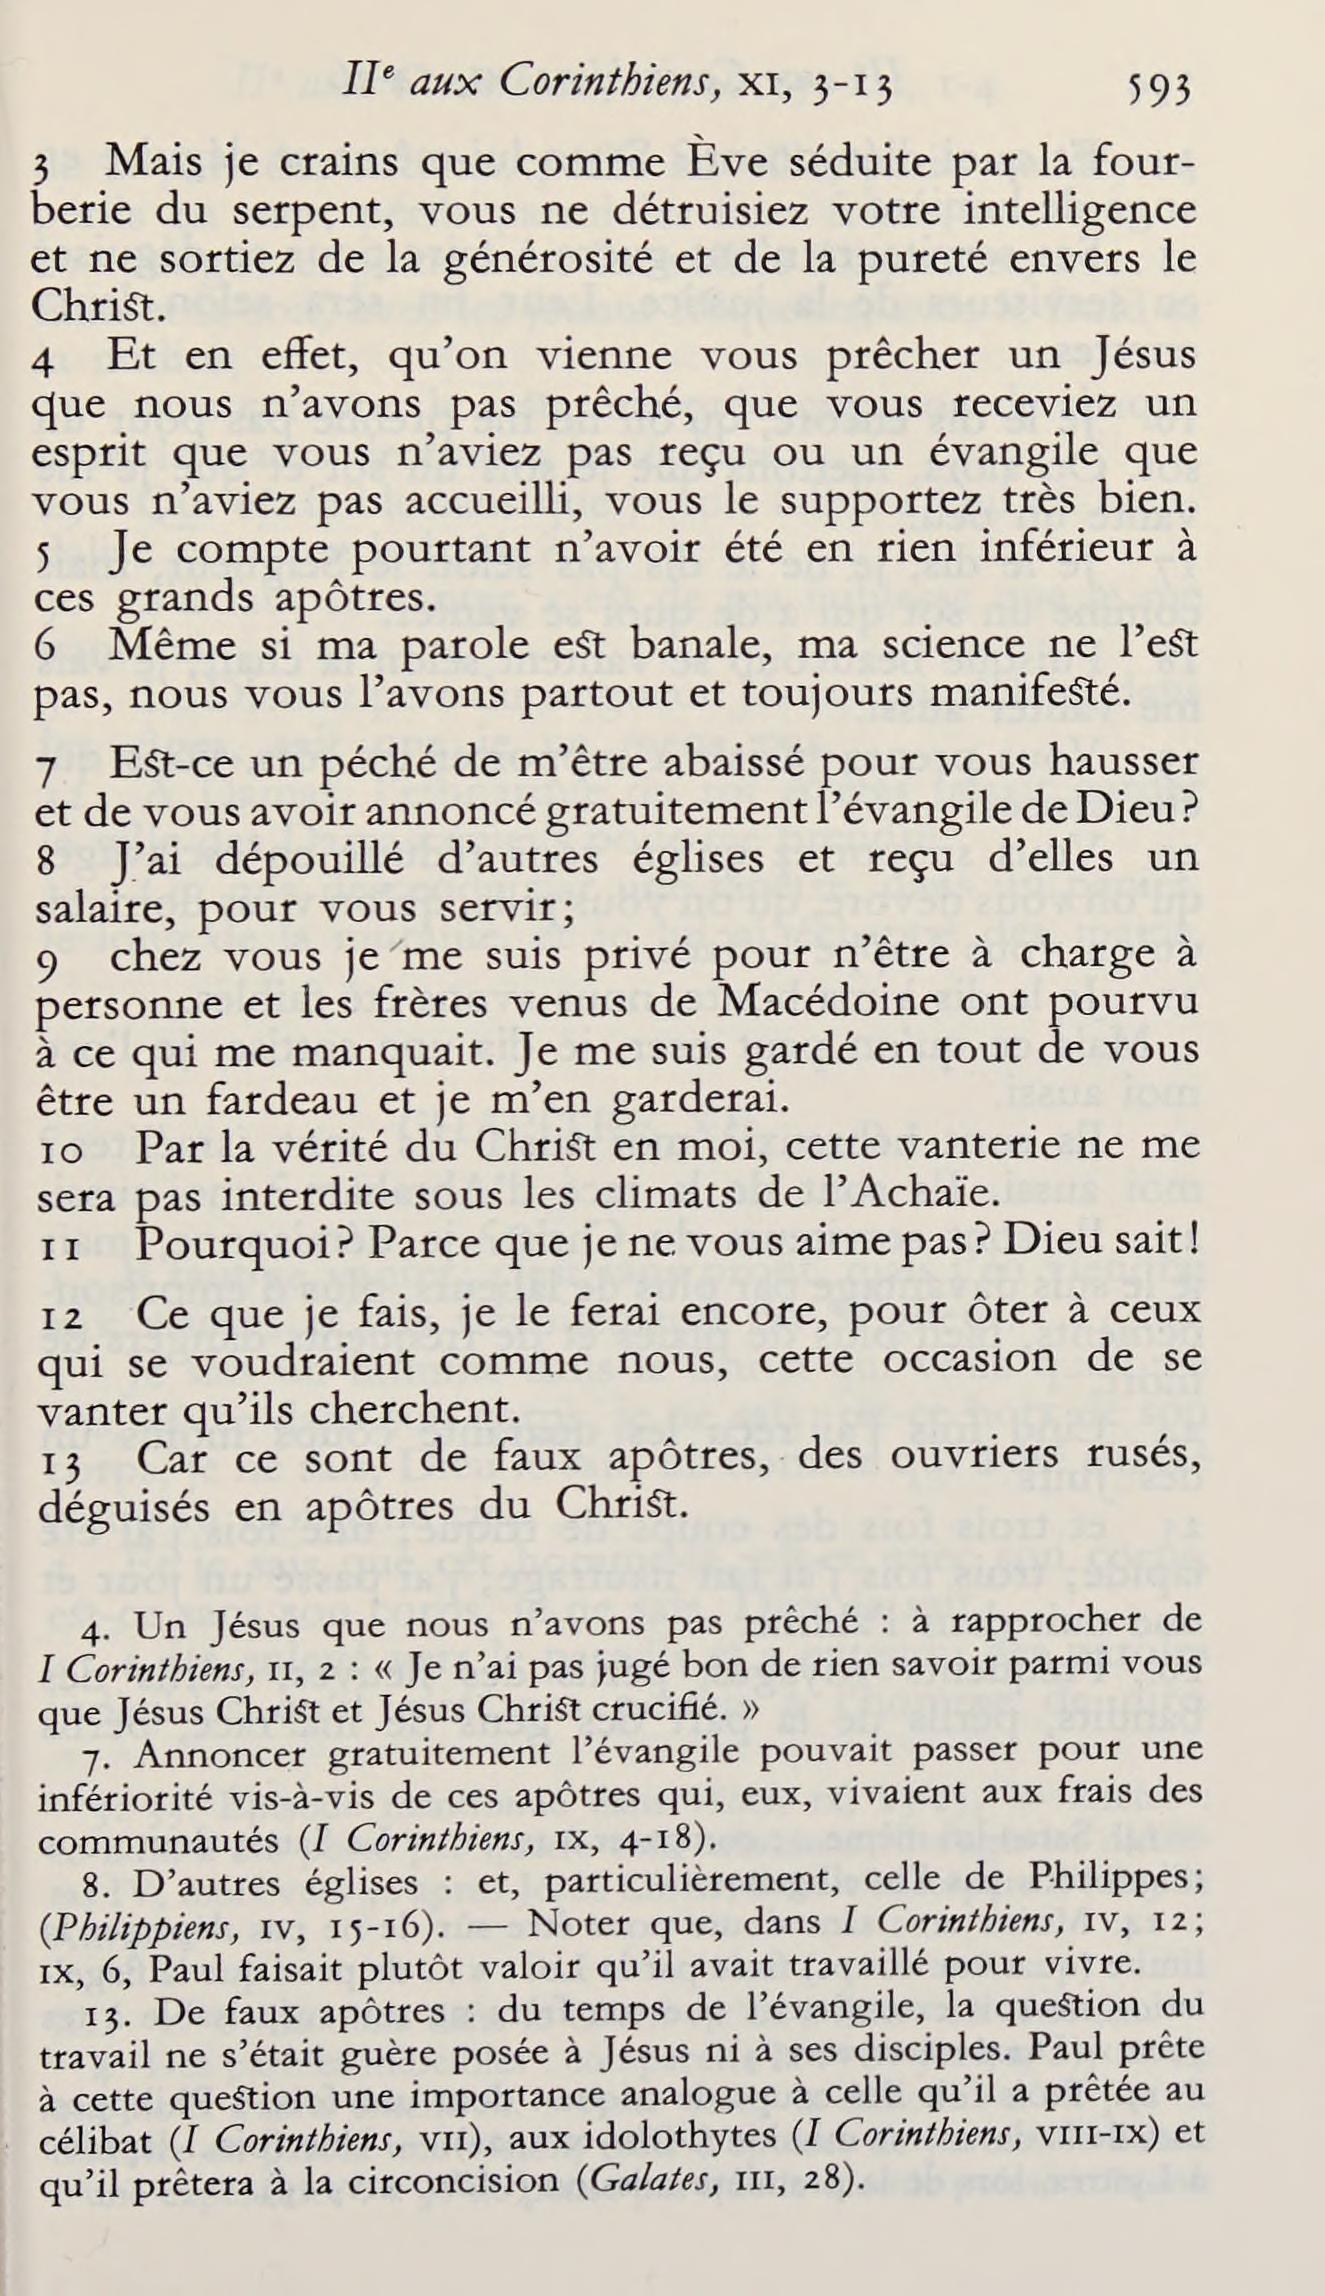 IIe aux Corinthiens, XI, 3-13 593
3 Mais je crains que comme Ève séduite par la four-
berie du serpent, vous ne détruisiez votre intelligence
et ne sortiez de la générosité et de la pureté envers le
Christ.
4 Et en effet, qu’on vienne vous prêcher un Jésus
que nous n’avons pas prêché, que vous receviez un
esprit que vous n’aviez pas reçu ou un évangile que
vous n’aviez pas accueilli, vous le supportez très bien.
5 Je compte pourtant n’avoir été en rien inférieur à
ces grands apôtres.
6 Même si ma parole est banale, ma science ne l’est
pas, nous vous l’avons partout et toujours manifesté.
7 Est-ce un péché de m’être abaissé pour vous hausser
et de vous avoir annoncé gratuitement l’évangile de Dieu ?
8 J’ai dépouillé d’autres églises et reçu d’elles un
salaire, pour vous servir;
9 chez vous je me suis privé pour n’être à charge à
personne et les frères venus de Macédoine ont pourvu
à ce qui me manquait. Je me suis gardé en tout de vous
être un fardeau et je m’en garderai.
10 Par la vérité du Christ en moi, cette vanterie ne me
sera pas interdite sous les climats de l’Achaïe.
11 Pourquoi ? Parce que je ne vous aime pas ? Dieu sait !
12 Ce que je fais, je le ferai encore, pour ôter à ceux
qui se voudraient comme nous, cette occasion de se
vanter qu’ils cherchent.
13 Car ce sont de faux apôtres, des ouvriers rusés,
déguisés en apôtres du Christ.
4. Un Jésus que nous n’avons pas prêché : à rapprocher de
I Corinthiens, II, 2 : « Je n’ai pas jugé bon de rien savoir parmi vous
que Jésus Christ et Jésus Christ crucifié. »
7. Annoncer gratuitement l’évangile pouvait passer pour une
infériorité vis-à-vis de ces apôtres qui, eux, vivaient aux frais des
communautés (I Corinthiens, IX, 4-18).
8. D’autres églises : et, particulièrement, celle de Philippes;
(Philippiens, IV, 15-16). — Noter que, dans I Corinthiens, IV, 12;
IX, 6, Paul faisait plutôt valoir qu’il avait travaillé pour vivre.
13. De faux apôtres : du temps de l’évangile, la question du
travail ne s’était guère posée à Jésus ni à ses disciples. Paul prête
à cette question une importance analogue à celle qu’il a prêtée au
célibat (I Corinthiens, VII), aux idolothytes (I Corinthiens, VIII-IX) et
qu’il prêtera à la circoncision (Galates, III, 28).